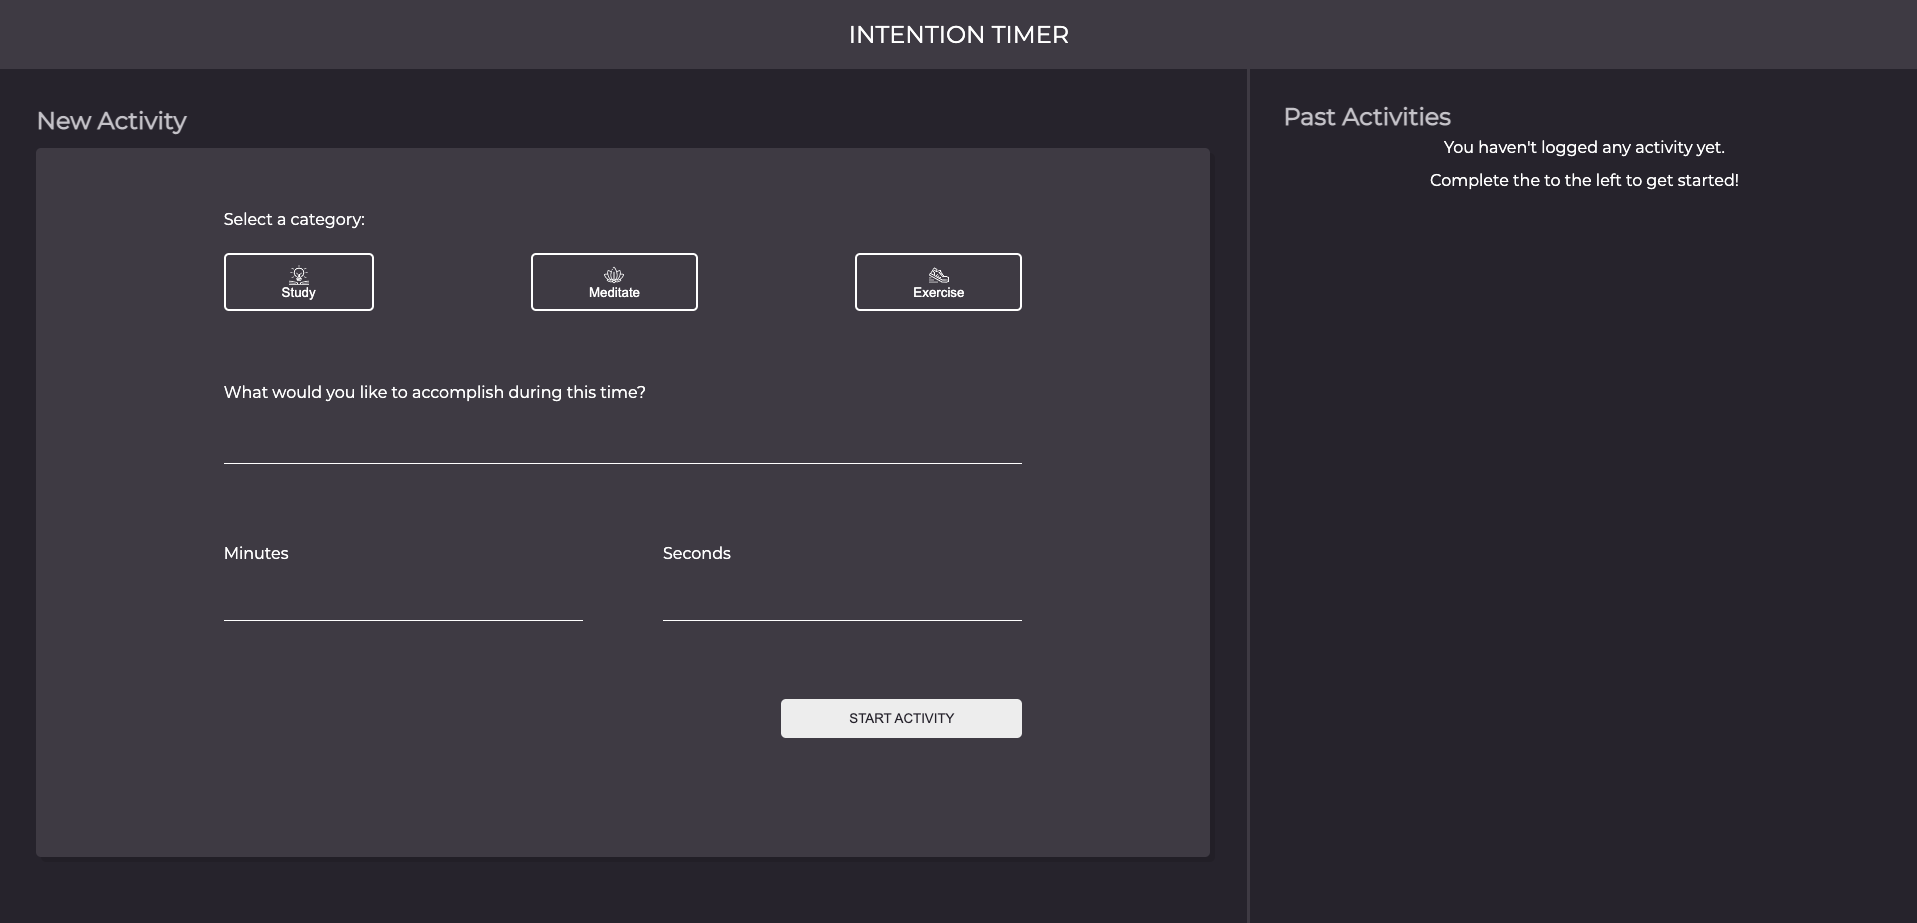 INTENTION TIMER
New Activity
Select a category:
Study
Meditate
Exercise
What would you like to accomplish during this time?
Minutes
Seconds
START ACTIVITY
Past Activities
You haven't logged any activity yet.
Complete the to the left to get started!